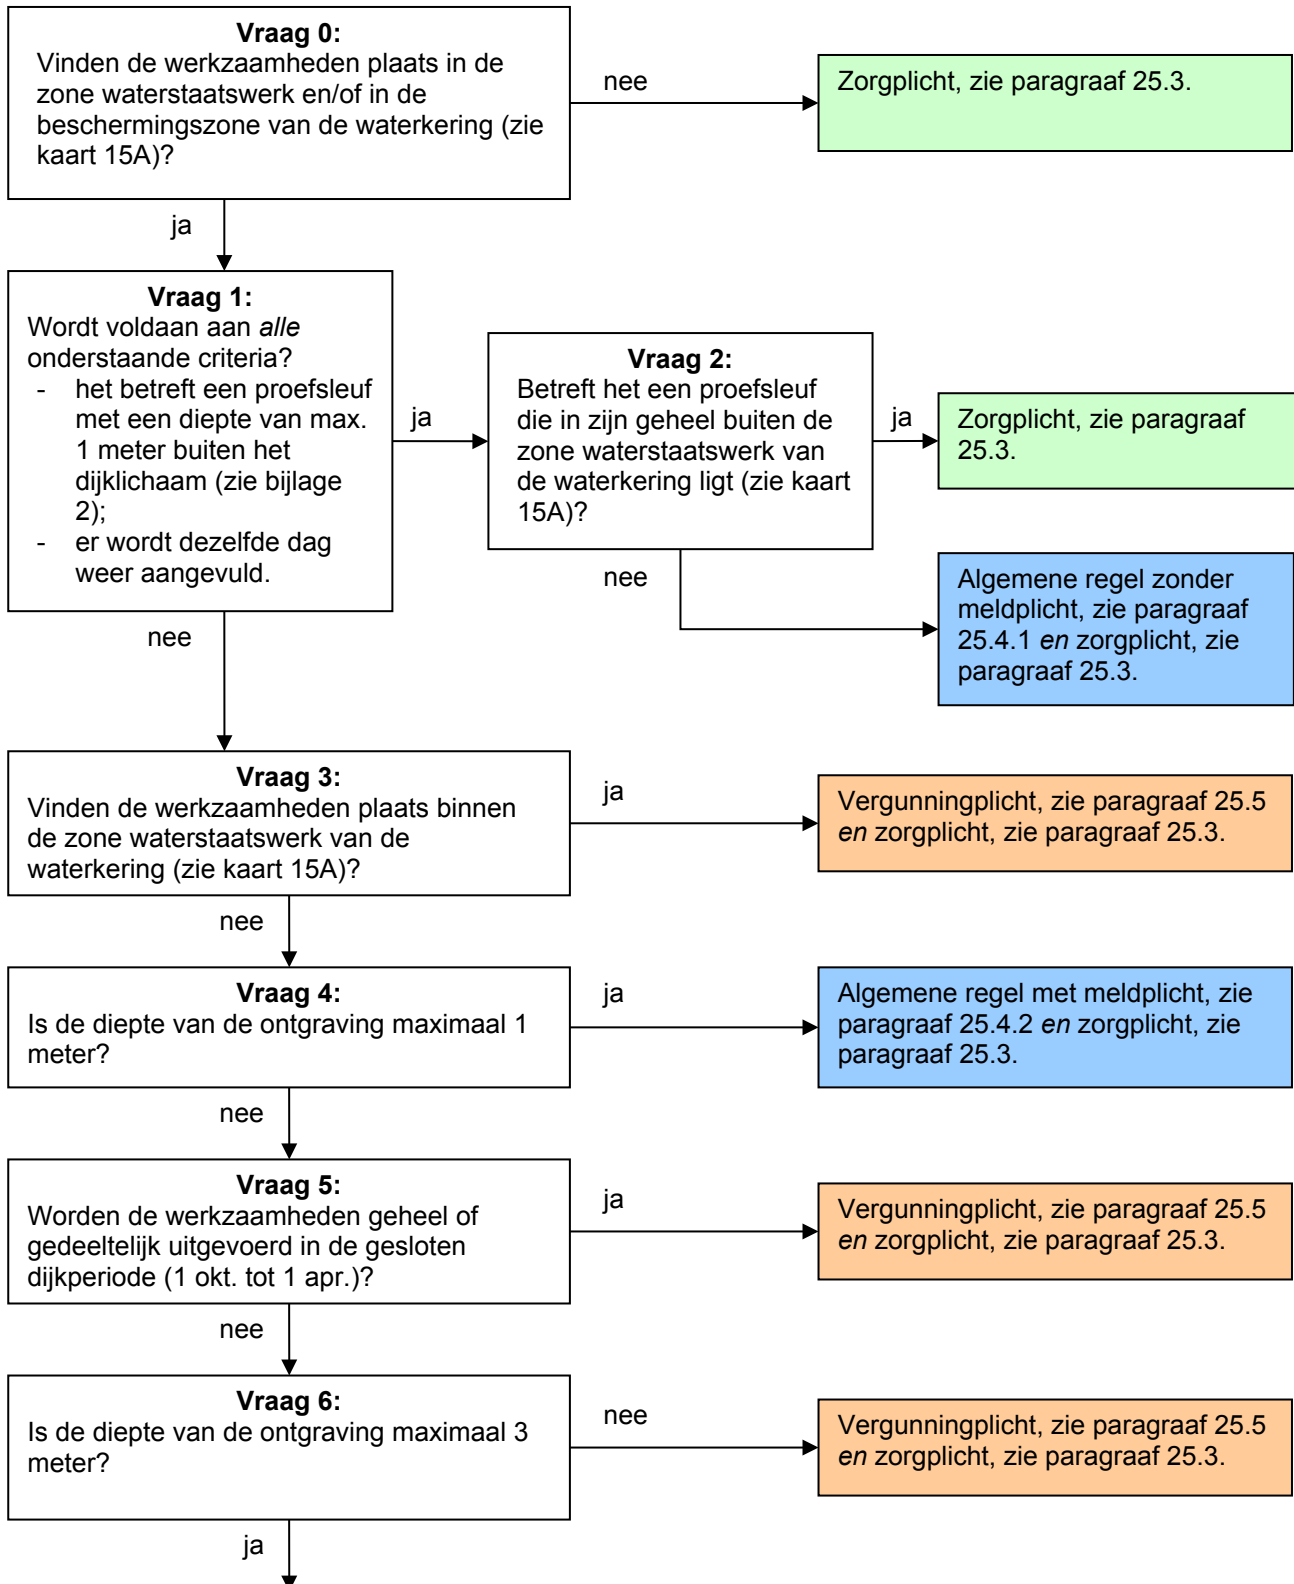 Vraag 0:
Vinden de werkzaamheden plaats in de
zone waterstaatswerk en/of in de
beschermingszone van de waterkering (zie
kaart 15A)?
nee
Zorgplicht, zie paragraaf 25.3.
ja
Vraag 1:
Wordt voldaan aan alle
onderstaande criteria?
- het betreft een proefsleuf
met een diepte van max.
1 meter buiten het
dijklichaam (zie bijlage
2);
- er wordt dezelfde dag
weer aangevuld.
ja
Vraag 2:
Betreft het een proefsleuf
die in zijn geheel buiten de
zone waterstaatswerk van
de waterkering ligt (zie kaart
15A)?
ja
Zorgplicht, zie paragraaf
25.3.
nee
Algemene regel zonder
meldplicht, zie paragraaf
25.4.1 en zorgplicht, zie
paragraaf 25.3.
nee
Vraag 3:
Vinden de werkzaamheden plaats binnen
de zone waterstaatswerk van de
waterkering (zie kaart 15A)?
ja
Vergunningplicht, zie paragraaf 25.5
en zorgplicht, zie paragraaf 25.3.
nee
Vraag 4:
Is de diepte van de ontgraving maximaal 1
meter?
ja
Algemene regel met meldplicht, zie
paragraaf 25.4.2 en zorgplicht, zie
paragraaf 25.3.
nee
Vraag 5:
Worden de werkzaamheden geheel of
gedeeltelijk uitgevoerd in de gesloten
dijkperiode (1 okt. tot 1 apr.)?
ja
Vergunningplicht, zie paragraaf 25.5
en zorgplicht, zie paragraaf 25.3.
nee
Vraag 6:
Is de diepte van de ontgraving maximaal 3
meter?
nee
Vergunningplicht, zie paragraaf 25.5
en zorgplicht, zie paragraaf 25.3.
ja